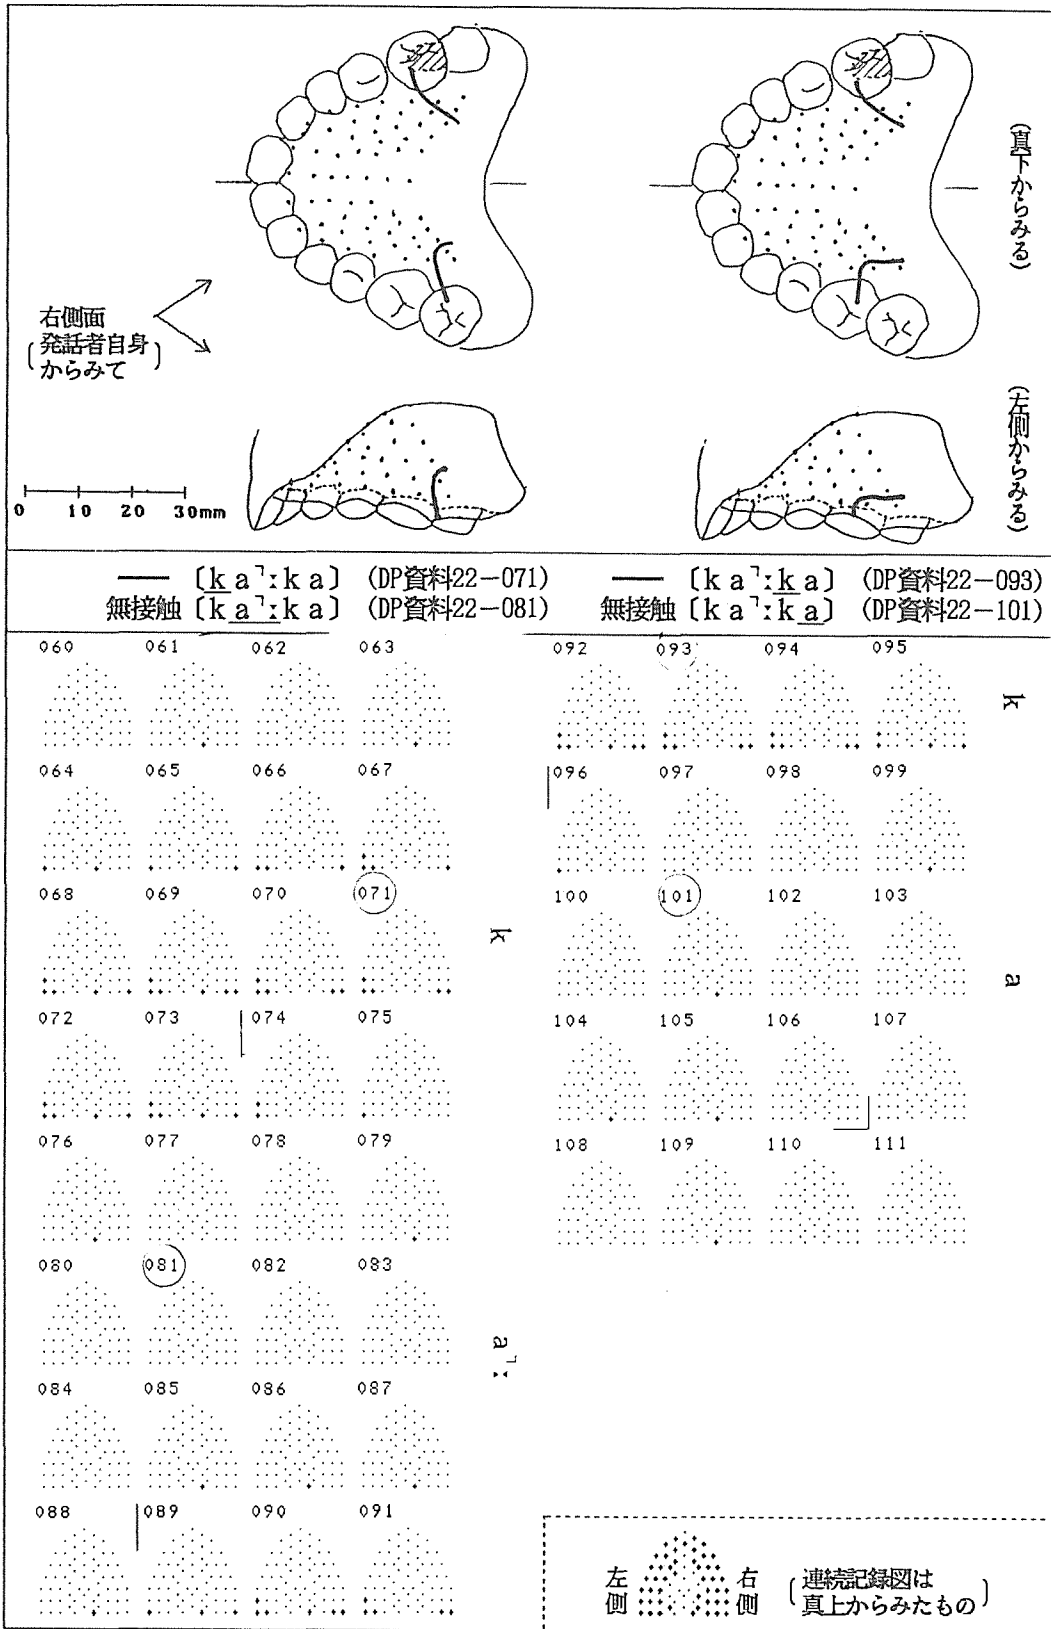 (真下からみる)
右側面
(発話者自身
からみて)
(左側からみる)
0 10 20 30mm
━━ [ka˥ːka] (DP資料22-071)
無接触 [ka˥ːka] (DP資料22-081)
━━ [ka˥ːka] (DP資料22-093)
無接触 [ka˥ːka] (DP資料22-101)
060 061 062 063
064 065 066 067
068 069 070 071
k
072 073 074 075
076 077 078 079
080 081 082 083
a˥ː
084 085 086 087
088 089 090 091
092 093 094 095
k
096 097 098 099
100 101 102 103
a
104 105 106 107
108 109 110 111
左側
右側
(連続記録図は
真上からみたもの)